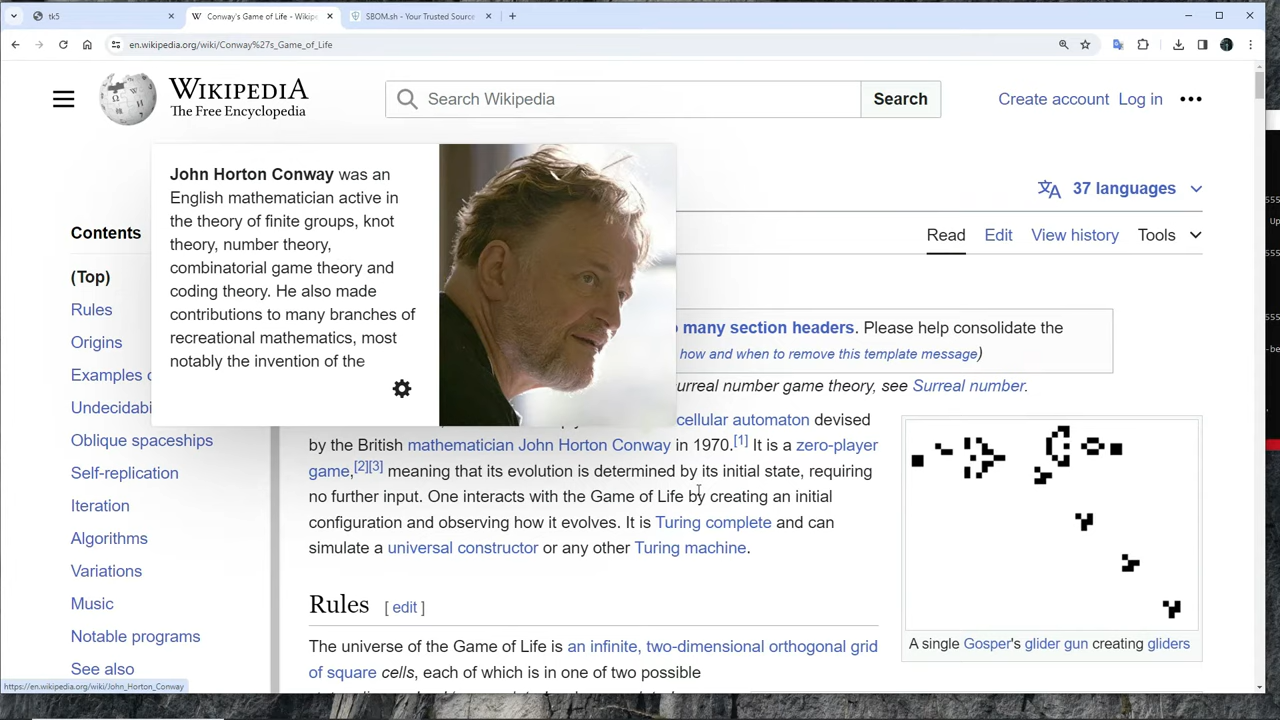 tk5
Conway's Game of Life - Wikipe
SBOM.sh - Your Trusted Source
en.wikipedia.org/wiki/Conway%27s_Game_of_Life
WIKIPEDIA
The Free Encyclopedia
Search Wikipedia
Search
Create account
Log in
John Horton Conway was an
English mathematician active in
the theory of finite groups, knot
theory, number theory,
combinatorial game theory and
coding theory. He also made
contributions to many branches of
recreational mathematics, most
notably the invention of the
37 languages
Read
Edit
View history
Tools
Contents
(Top)
Rules
Origins
Examples
Undecidabi
Oblique spaceships
Self-replication
Iteration
Algorithms
Variations
Music
Notable programs
See also
many section headers. Please help consolidate the
how and when to remove this template message)
urreal number game theory, see Surreal number.
cellular automaton devised
by the British mathematician John Horton Conway in 1970.[1] It is a zero-player
game,[2][3] meaning that its evolution is determined by its initial state, requiring
no further input. One interacts with the Game of Life by creating an initial
configuration and observing how it evolves. It is Turing complete and can
simulate a universal constructor or any other Turing machine.
A single Gosper's glider gun creating gliders
Rules [ edit ]
The universe of the Game of Life is an infinite, two-dimensional orthogonal grid
of square cells, each of which is in one of two possible
https://en.wikipedia.org/wiki/John_Horton_Conway